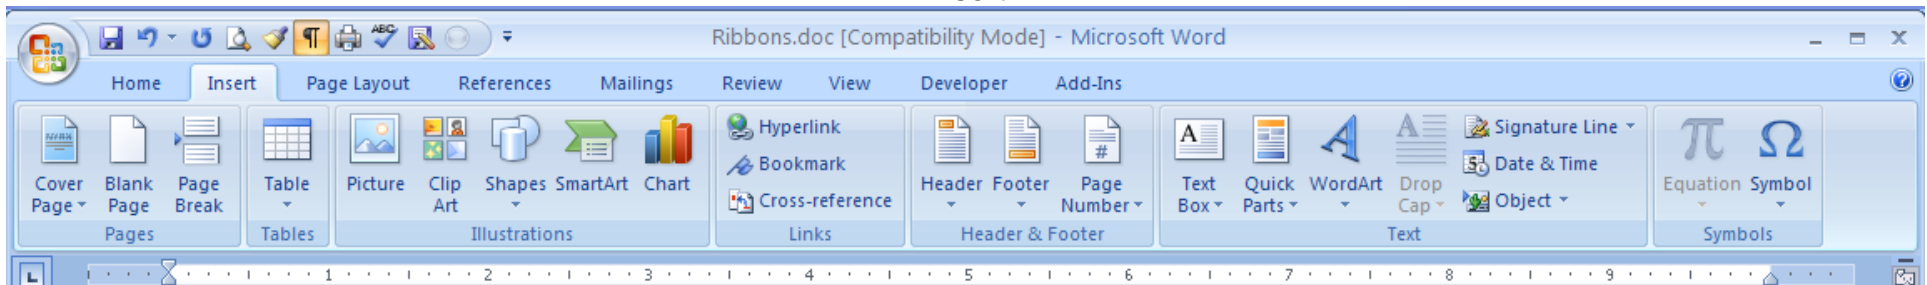 Ribbons.doc [Compatibility Mode] - Microsoft Word
Home Insert Page Layout References Mailings Review View Developer Add-Ins
Cover Page
Blank Page
Page Break
Pages
Table
Tables
Picture
Clip Art
Shapes
SmartArt
Chart
Illustrations
Hyperlink
Bookmark
Cross-reference
Links
Header
Footer
Page Number
Header & Footer
Text Box
Quick Parts
WordArt
Drop Cap
Signature Line
Date & Time
Object
Text
Equation
Symbol
Symbols
1 2 3 4 5 6 7 8 9